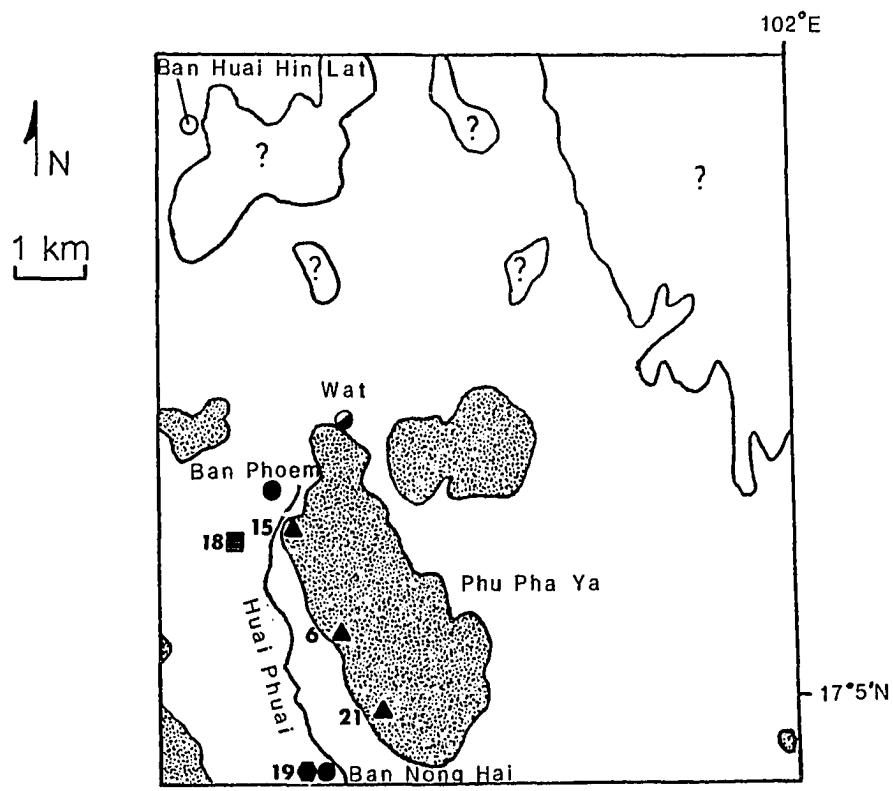 102°E
Ban Huai Hin Lat
?
?
?
N
1 km
?
?
Wat
Ban Phoem
15
18
Phu Pha Ya
Huai Phuai
6
17°5'N
21
19
Ban Nong Hai